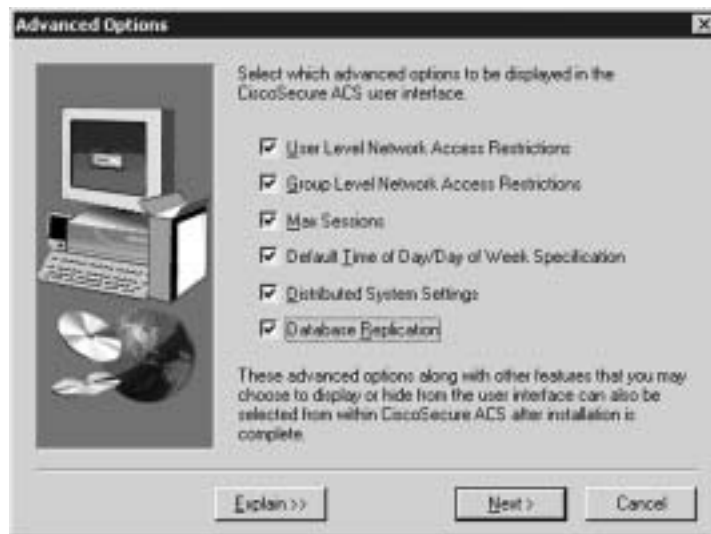 Advanced Options
Select which advanced options to be displayed in the
CiscoSecure ACS user interface.
User Level Network Access Restrictions
Group Level Network Access Restrictions
Max Sessions
Default Time of Day/Day of Week Specification
Distributed System Settings
Database Replication
These advanced options along with other features that you may
choose to display or hide from the user interface can also be
selected from within CiscoSecure ACS after installation is
complete.
Explain >>
Next >
Cancel